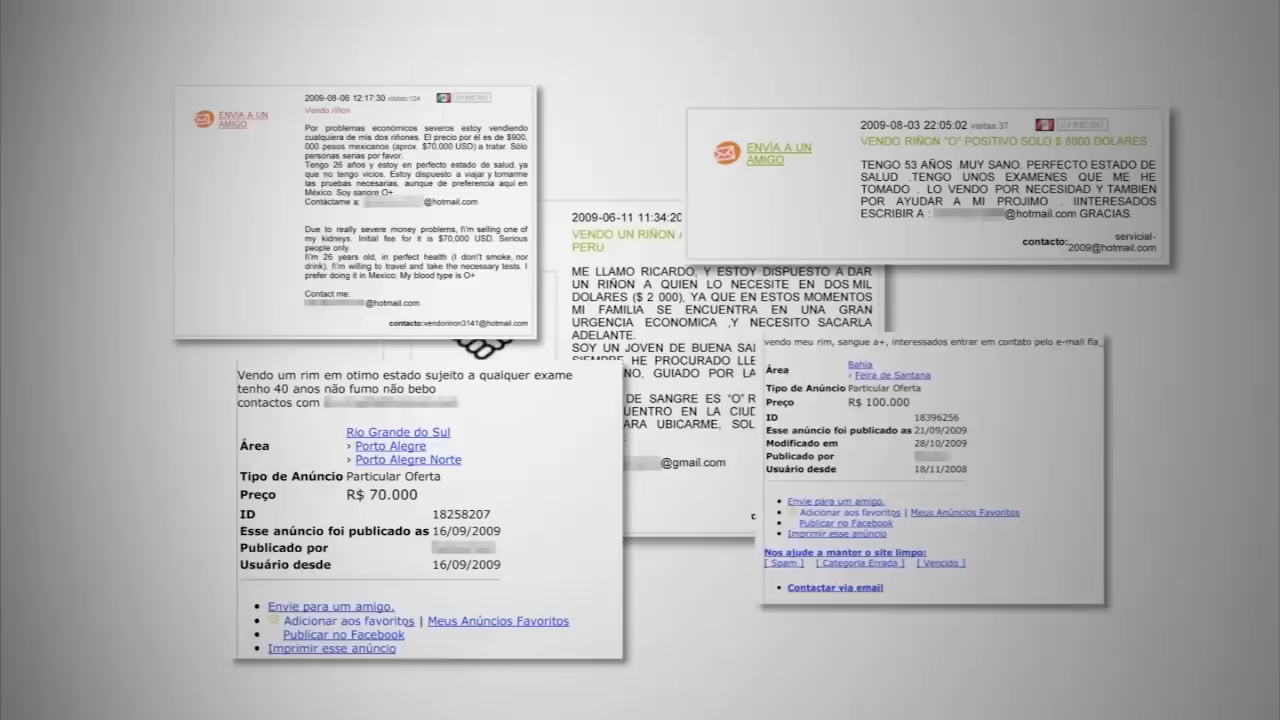 ENVÍA A UN
AMIGO
2009-08-06 12:17:30 visitas:124
OFRECIDO
Vendo riñon
Por problemas económicos severos estoy vendiendo
cualquiera de mis dos riñones. El precio por él es de $900,
000 pesos mexicanos (aprox. $70,000 USD) a tratar. Sólo
personas serias por favor.
Tengo 26 años y estoy en perfecto estado de salud, ya
que no tengo vicios. Estoy dispuesto a viajar y tomarme
las pruebas necesarias, aunque de preferencia aquí en
México. Soy sangre O+
Contáctame a: @hotmail.com
Due to really severe money problems, I\'m selling one of
my kidneys. Initial fee for it is $70,000 USD. Serious
people only.
I\'m 26 years old, in perfect health (I don\'t smoke, nor
drink). I\'m willing to travel and take the necessary tests. I
prefer doing it in Mexico. My blood type is O+
Contact me:
@hotmail.com
contacto:vendorinon3141@hotmail.com
ENVÍA A UN
AMIGO
2009-08-03 22:05:02 visitas:37
OFRECIDO
VENDO RIÑON "O" POSITIVO SOLO $ 8000 DOLARES
TENGO 53 AÑOS .MUY SANO. PERFECTO ESTADO DE
SALUD .TENGO UNOS EXAMENES QUE ME HE
TOMADO . LO VENDO POR NECESIDAD Y TAMBIEN
POR AYUDAR A MI PROJIMO . IINTERESADOS
ESCRIBIR A : @hotmail.com GRACIAS.
contacto: servicial-
2009@hotmail.com
2009-06-11 11:34:20
VENDO UN RIÑON
PERU
ME LLAMO RICARDO, Y ESTOY DISPUESTO A DAR
UN RIÑON A QUIEN LO NECESITE EN DOS MIL
DOLARES ($ 2 000), YA QUE EN ESTOS MOMENTOS
MI FAMILIA SE ENCUENTRA EN UNA GRAN
URGENCIA ECONOMICA ,Y NECESITO SACARLA
ADELANTE.
SOY UN JOVEN DE BUENA
SIEMPRE HE PROCURADO
NO, GUIADO POR LA
DE SANGRE ES "O"
EN LA
UBICARME,
@gmail.com
Vendo um rim em otimo estado sujeito a qualquer exame
tenho 40 anos não fumo não bebo
contactos com
Rio Grande do Sul
Área › Porto Alegre
› Porto Alegre Norte
Tipo de Anúncio Particular Oferta
Preço R$ 70.000
ID 18258207
Esse anúncio foi publicado as 16/09/2009
Publicado por
Usuário desde 16/09/2009
• Envie para um amigo.
• Adicionar aos favoritos | Meus Anúncios Favoritos
• Publicar no Facebook
• Imprimir esse anúncio
vendo meu rim, sangue a+, interessados entrar em contato pelo e-mail fla_
Bahia
Área › Feira de Santana
Tipo de Anúncio Particular Oferta
Preço R$ 100.000
ID 18396256
Esse anúncio foi publicado as 21/09/2009
Modificado em 28/10/2009
Publicado por
Usuário desde 18/11/2008
• Envie para um amigo.
• Adicionar aos favoritos | Meus Anúncios Favoritos
• Publicar no Facebook
• Imprimir esse anúncio
Nos ajude a manter o site limpo:
[ Spam ] [ Categoria Errada ] [ Vencido ]
• Contactar via email